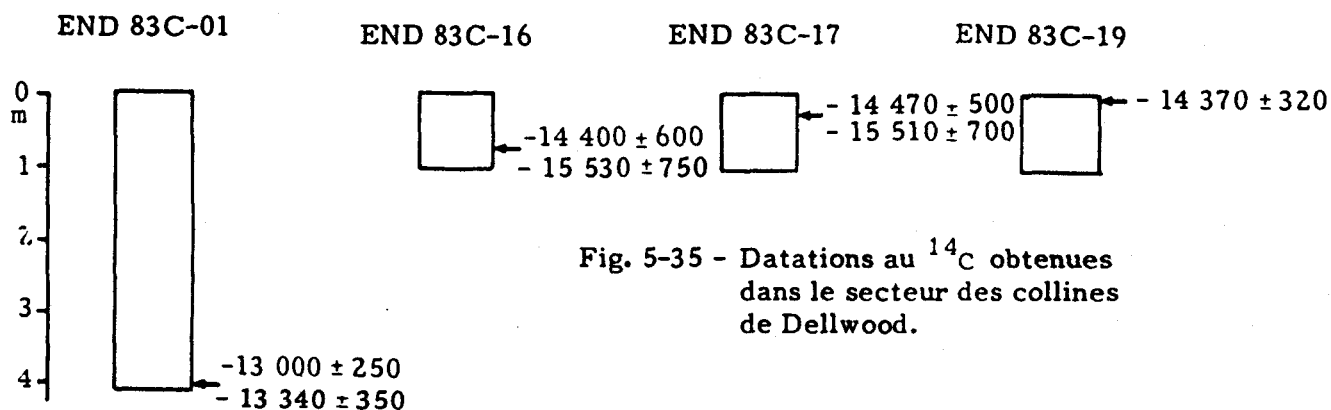 END 83C-01
END 83C-16
END 83C-17
END 83C-19
0
m
1
2
3
4
-13 000 ± 250
- 13 340 ± 350
-14 400 ± 600
- 15 530 ± 750
- 14 470 ± 500
- 15 510 ± 700
- 14 370 ± 320
Fig. 5-35 - Datations au ¹⁴C obtenues
dans le secteur des collines
de Dellwood.